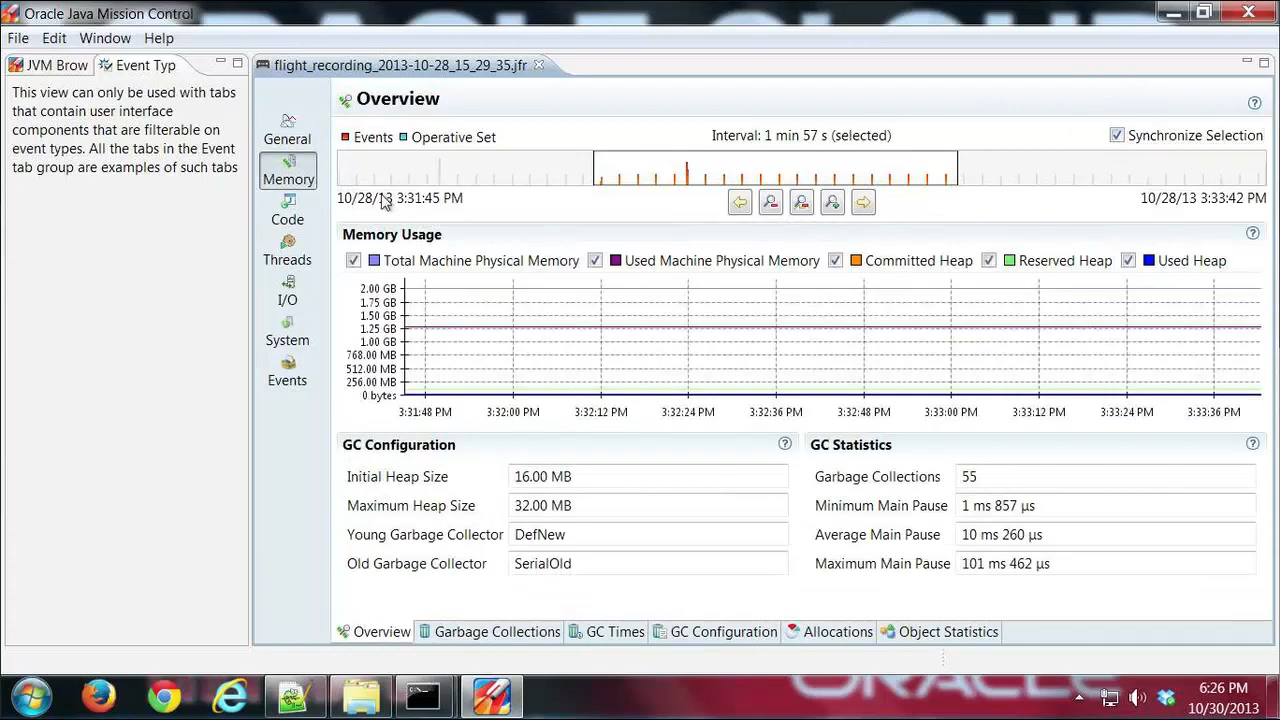 Oracle Java Mission Control
File Edit Window Help
JVM Brow Event Typ
This view can only be used with tabs
that contain user interface
components that are filterable on
event types. All the tabs in the Event
tab group are examples of such tabs
flight_recording_2013-10-28_15_29_35.jfr
General
Memory
Code
Threads
I/O
System
Events
Overview
Events Operative Set Interval: 1 min 57 s (selected) Synchronize Selection
10/28/13 3:31:45 PM 10/28/13 3:33:42 PM
Memory Usage
Total Machine Physical Memory Used Machine Physical Memory Committed Heap Reserved Heap Used Heap
2.00 GB
1.75 GB
1.50 GB
1.25 GB
1.00 GB
768.00 MB
512.00 MB
256.00 MB
0 bytes
3:31:48 PM 3:32:00 PM 3:32:12 PM 3:32:24 PM 3:32:36 PM 3:32:48 PM 3:33:00 PM 3:33:12 PM 3:33:24 PM 3:33:36 PM
GC Configuration
Initial Heap Size 16.00 MB
Maximum Heap Size 32.00 MB
Young Garbage Collector DefNew
Old Garbage Collector SerialOld
GC Statistics
Garbage Collections 55
Minimum Main Pause 1 ms 857 µs
Average Main Pause 10 ms 260 µs
Maximum Main Pause 101 ms 462 µs
Overview Garbage Collections GC Times GC Configuration Allocations Object Statistics
6:26 PM
10/30/2013